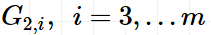 G_{2,i},  i = 3, … m